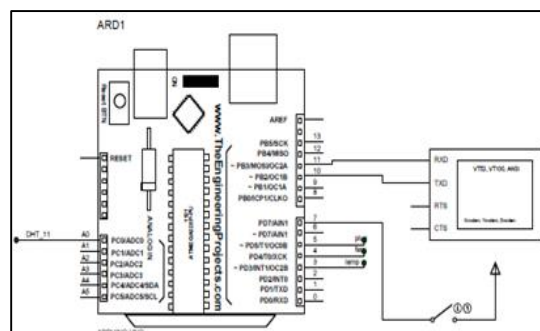 ARD1
Reset BTN
ON
www.TheEngineeringProjects.com
ANALOG IN
RESET
AREF
PB5/SCK 13
PB4/MISO 12
~ PB3/MOSI/OC2A 11
~ PB2/OC1B 10
~ PB1/OC1A 9
PB0/ICP1/CLKO 8
PD7/AIN1 7
~ PD7/AIN1 6
~ PD5/T1/OC0B 5
PD4/T0/XCK 4
~ PD3/INT1/OC2B 3
PD2/INT0 2
PD1/TXD 1
PD0/RXD 0
DHT_11
A0 PC0/ADC0
A1 PC1/ADC1
A2 PC2/ADC2
A3 PC3/ADC3
A4 PC4/ADC4/SDA
A5 PC5/ADC5/SCL
lamp
RXD
TXD
RTS
CTS
VT52, VT100, ANSI